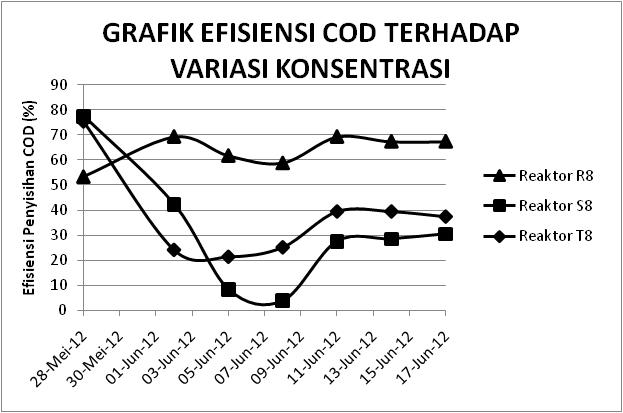 GRAFIK EFISIENSI COD TERHADAP
VARIASI KONSENTRASI
Efisiensi Penyisihan COD (%)
90
80
70
60
50
40
30
20
10
0
28-Mei-12
30-Mei-12
01-Jun-12
03-Jun-12
05-Jun-12
07-Jun-12
09-Jun-12
11-Jun-12
13-Jun-12
15-Jun-12
17-Jun-12
Reaktor R8
Reaktor S8
Reaktor T8